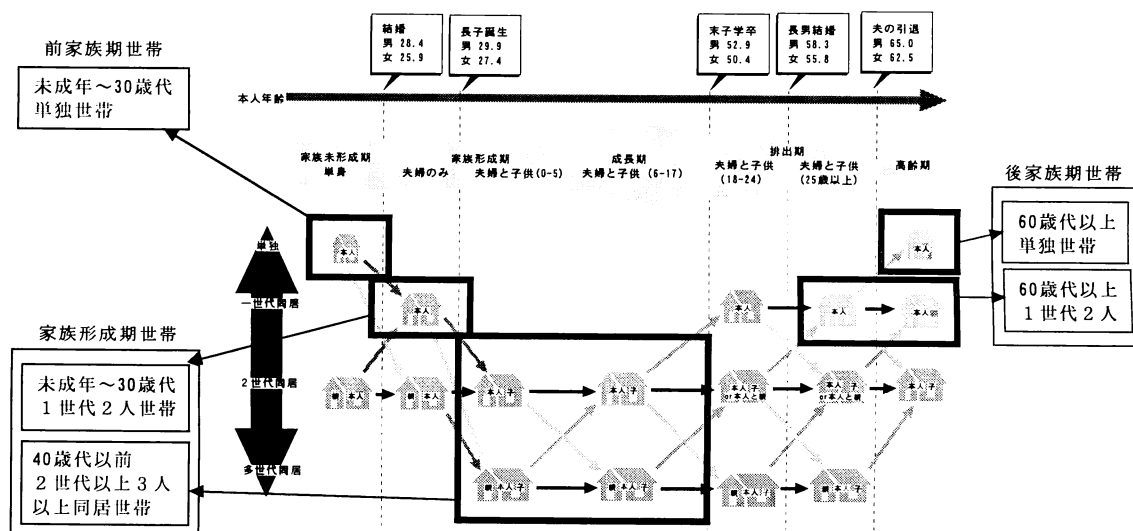 結婚
男 28.4
女 25.9
長子誕生
男 29.9
女 27.4
末子学卒
男 52.9
女 50.4
長男結婚
男 58.3
女 55.8
夫の引退
男 65.0
女 62.5
前家族期世帯
未成年～30歳代
単独世帯
本人年齢
家族未形成期
単身
家族形成期
夫婦のみ
夫婦と子供(0-5)
成長期
夫婦と子供(6-17)
排出期
夫婦と子供
(18-24)
夫婦と子供
(25歳以上)
高齢期
後家族期世帯
60歳代以上
単独世帯
60歳代以上
1世代2人
単独
一世代同居
2世代同居
多世代同居
家族形成期世帯
未成年～30歳代
1世代2人世帯
40歳代以前
2世代以上3人
以上同居世帯
本人
本人
本人
本人
本人
親 本人
親 本人
本人 子
本人 子
本人 子
or本人と親
本人 子
or本人と親
本人 子
親 本人 子
親 本人 子
親 本人 子
親 本人 子